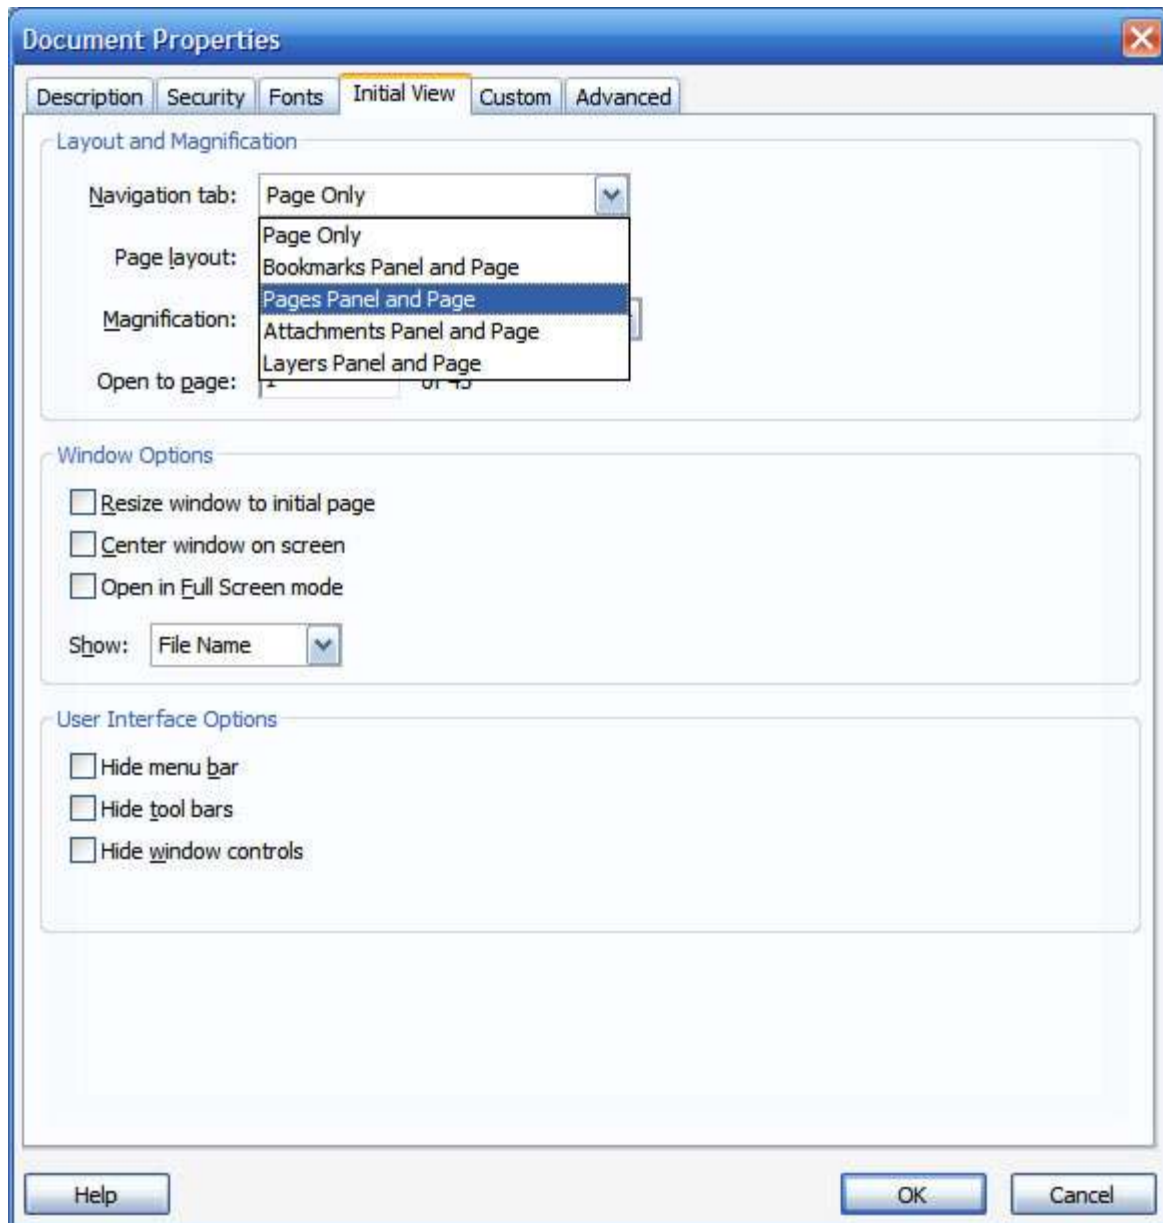 Document Properties
Description Security Fonts Initial View Custom Advanced
Layout and Magnification
Navigation tab: Page Only
Page Only
Page layout:
Bookmarks Panel and Page
Pages Panel and Page
Magnification:
Attachments Panel and Page
Layers Panel and Page
Open to page: 1 of 45
Window Options
Resize window to initial page
Center window on screen
Open in Full Screen mode
Show: File Name
User Interface Options
Hide menu bar
Hide tool bars
Hide window controls
Help OK Cancel